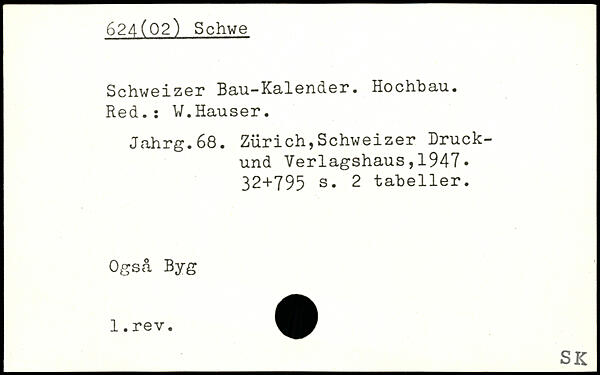 624(02) Schwe
Schweizer Bau-Kalender. Hochbau.
Red.: W.Hauser.
Jahrg.68. Zürich,Schweizer Druck-
und Verlagshaus,1947.
32+795 s. 2 tabeller.
Også Byg
1.rev.
SK